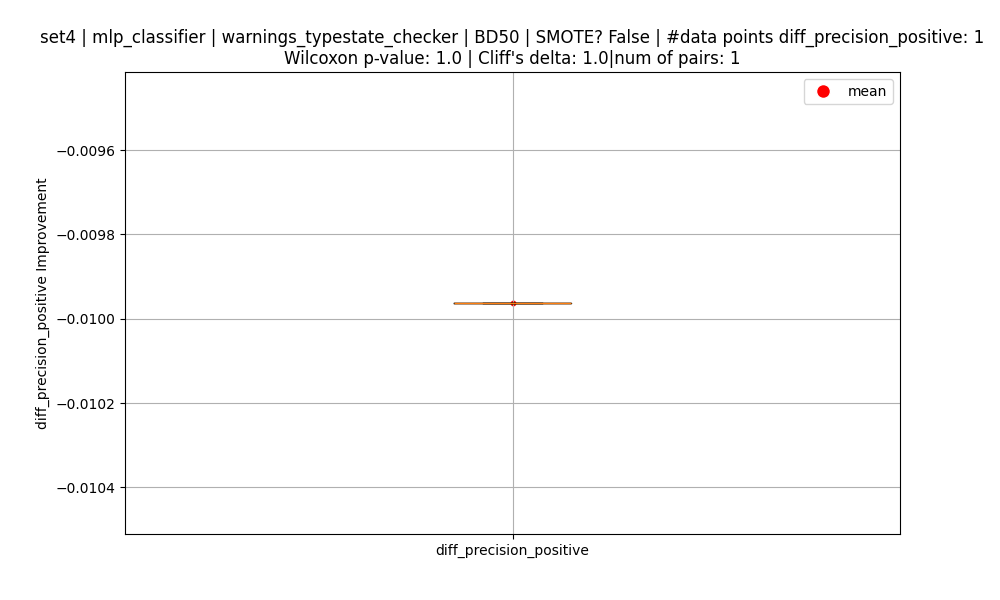 set4 | mlp_classifier | warnings_typestate_checker | BD50 | SMOTE? False | #data points diff_precision_positive: 1
Wilcoxon p-value: 1.0 | Cliff's delta: 1.0|num of pairs: 1
mean
−0.0096
−0.0098
−0.0100
−0.0102
−0.0104
diff_precision_positive Improvement
diff_precision_positive